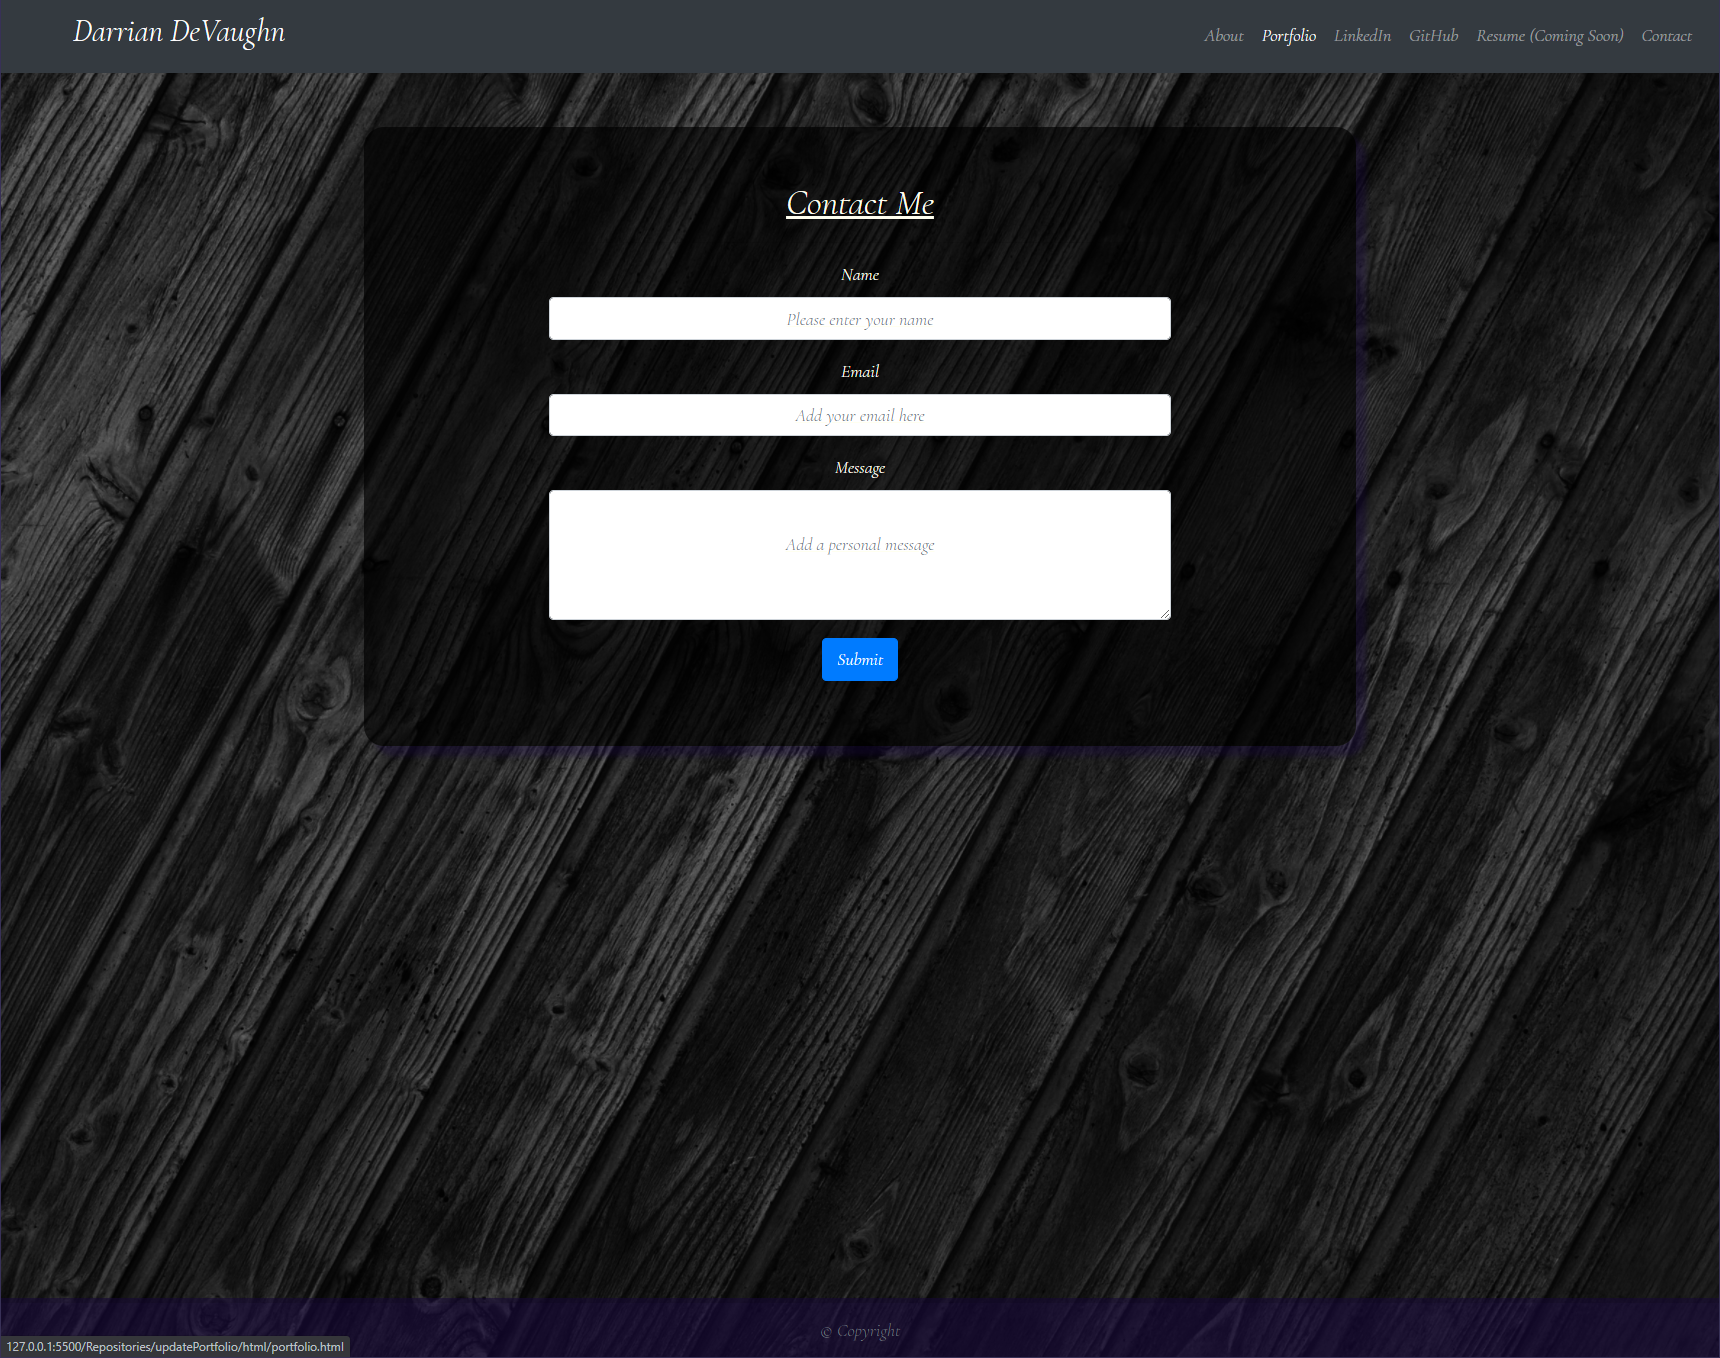 Darrian DeVaughn
About Portfolio LinkedIn GitHub Resume (Coming Soon) Contact
Contact Me
Name
Please enter your name
Email
Add your email here
Message
Add a personal message
Submit
© Copyright
127.0.0.1:5500/Repositories/updatePortfolio/html/portfolio.html